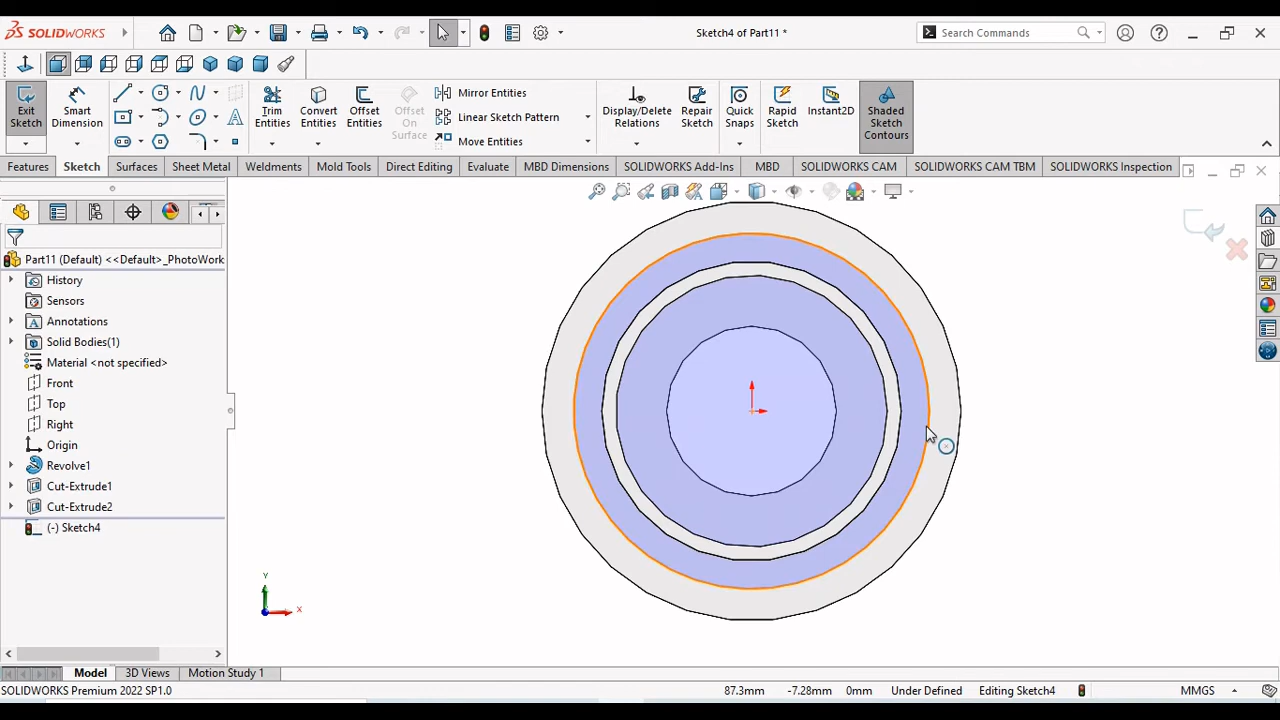 SOLIDWORKS
Sketch4 of Part11 *
Search Commands
Exit Sketch
Smart Dimension
Trim Entities
Convert Entities
Offset Entities
Offset On Surface
Mirror Entities
Linear Sketch Pattern
Move Entities
Display/Delete Relations
Repair Sketch
Quick Snaps
Rapid Sketch
Instant2D
Shaded Sketch Contours
Features
Sketch
Surfaces
Sheet Metal
Weldments
Mold Tools
Direct Editing
Evaluate
MBD Dimensions
SOLIDWORKS Add-Ins
MBD
SOLIDWORKS CAM
SOLIDWORKS CAM TBM
SOLIDWORKS Inspection
Part11 (Default) <<Default>_PhotoWork
History
Sensors
Annotations
Solid Bodies(1)
Material <not specified>
Front
Top
Right
Origin
Revolve1
Cut-Extrude1
Cut-Extrude2
(-) Sketch4
Y
X
Model
3D Views
Motion Study 1
SOLIDWORKS Premium 2022 SP1.0
87.3mm
-7.28mm
0mm
Under Defined
Editing Sketch4
MMGS